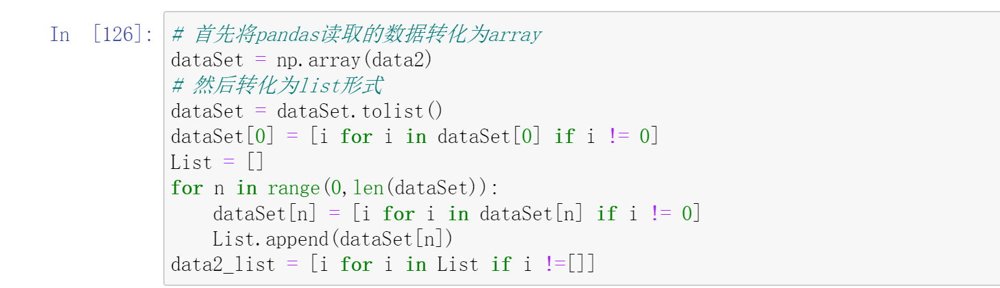 In [126]: # 首先将pandas读取的数据转化为array
dataSet = np.array(data2)
# 然后转化为list形式
dataSet = dataSet.tolist()
dataSet[0] = [i for i in dataSet[0] if i != 0]
List = []
for n in range(0,len(dataSet)):
    dataSet[n] = [i for i in dataSet[n] if i != 0]
    List.append(dataSet[n])
data2_list = [i for i in List if i !=[]]